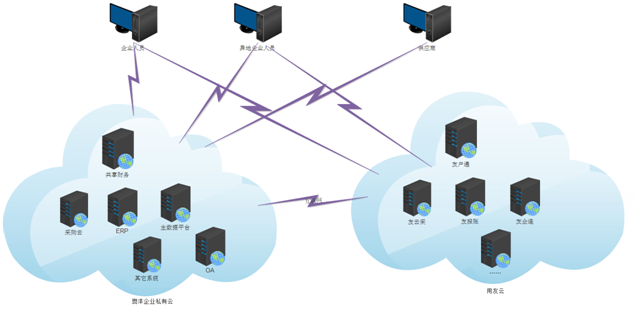 企业人员
异地企业人员
供应商
共享财务
友户通
采购云
ERP
主数据平台
友云采
友报账
友企连
其它系统
OA
......
用友云
企业私有云